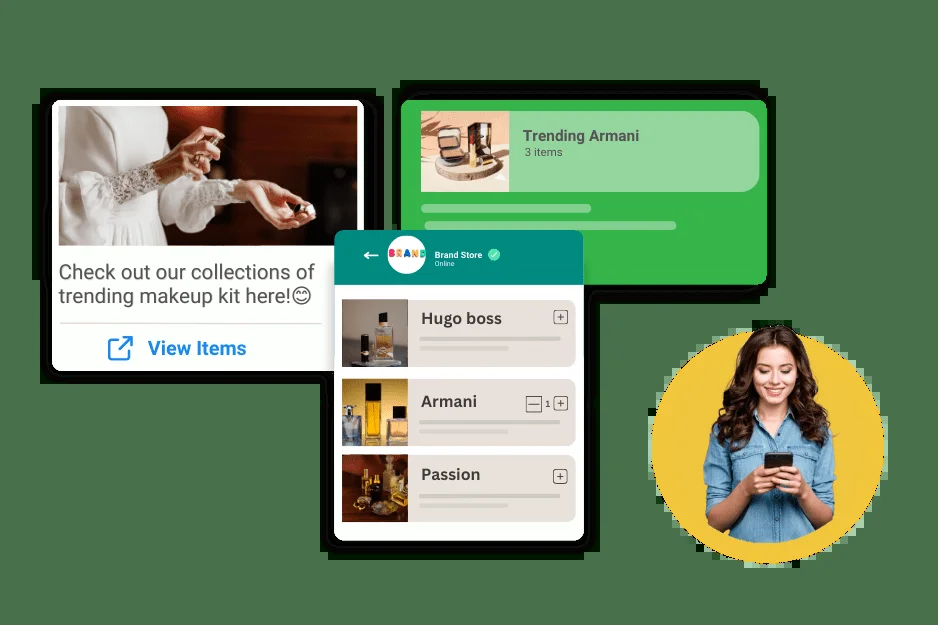 Check out our collections of
trending makeup kit here!😊
View Items
Trending Armani
3 items
BRAND
Brand Store
Online
Hugo boss
Armani
1
Passion